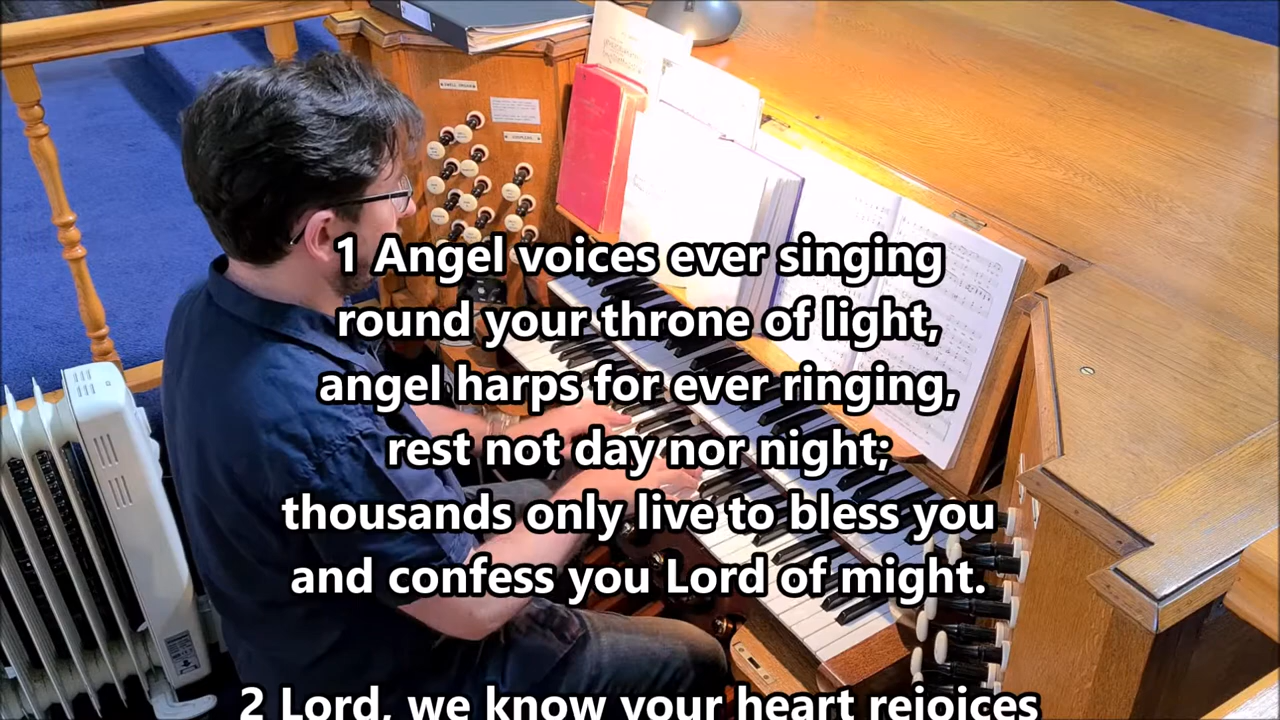 1 Angel voices ever singing
round your throne of light,
angel harps for ever ringing,
rest not day nor night;
thousands only live to bless you
and confess you Lord of might.
2 Lord, we know your heart rejoices